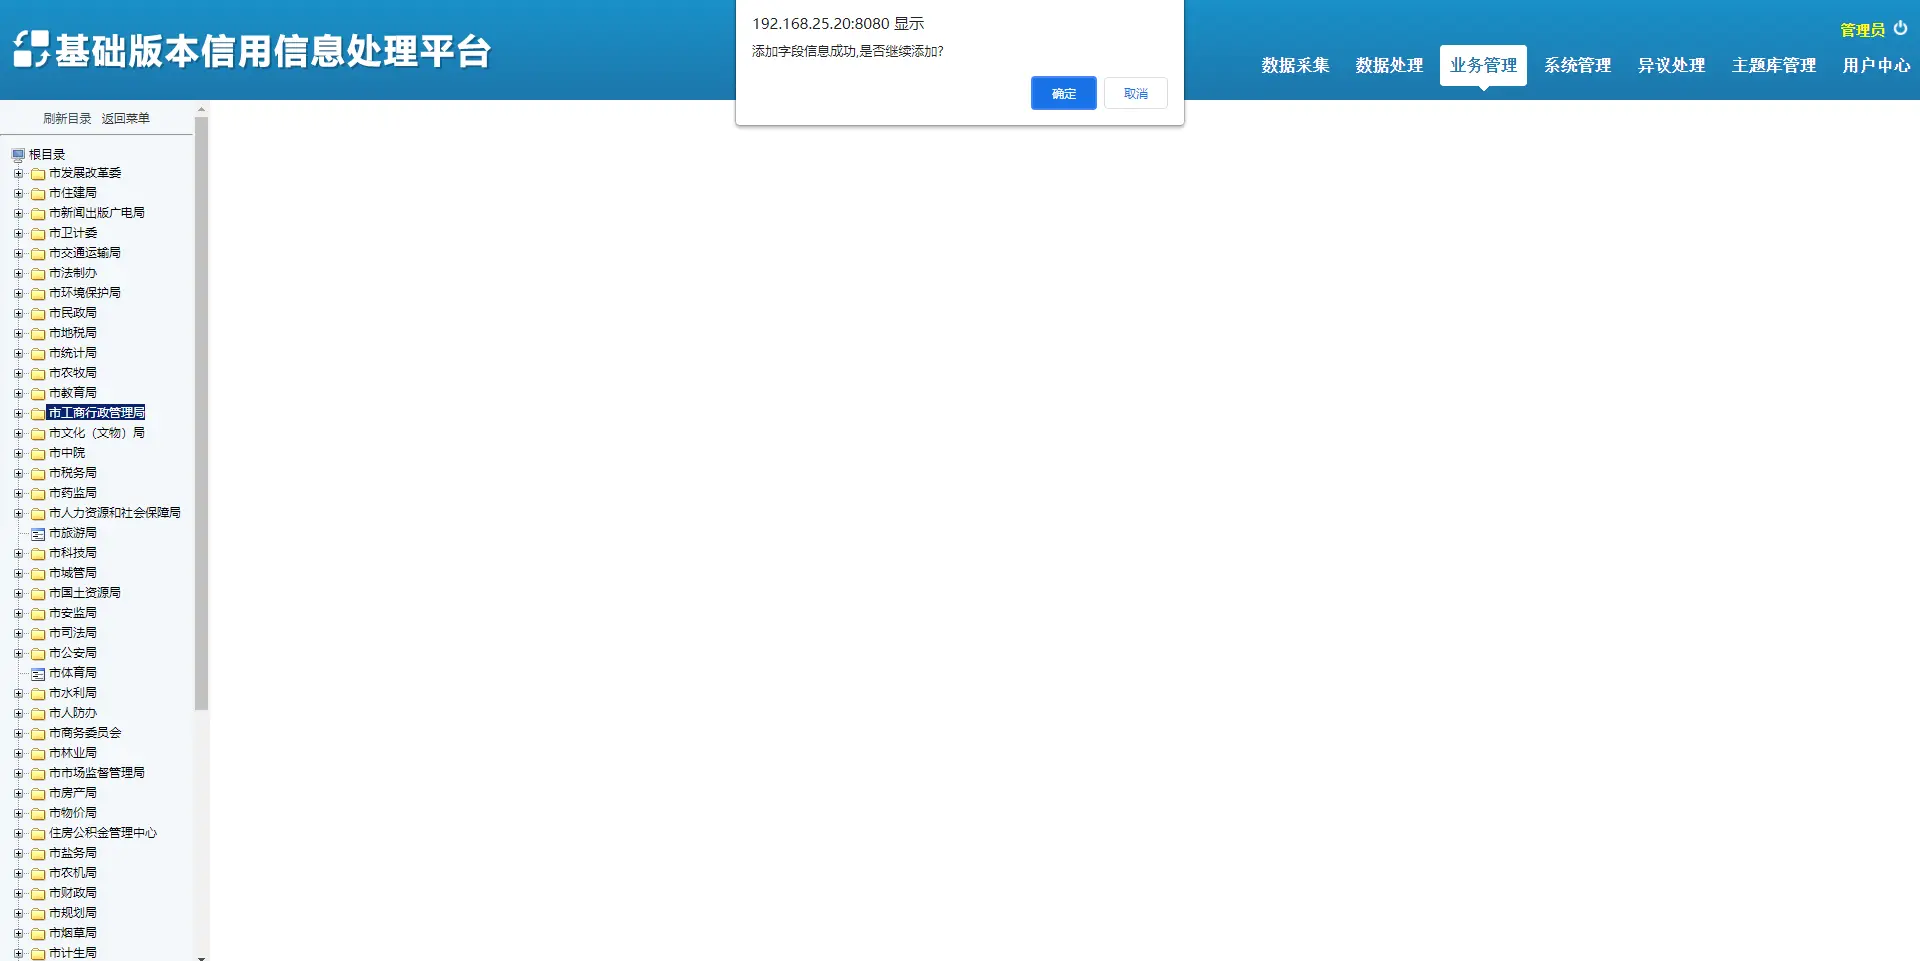 基础版本信用信息处理平台
192.168.25.20:8080 显示
添加字段信息成功,是否继续添加?
确定 取消
管理员
数据采集 数据处理 业务管理 系统管理 异议处理 主题库管理 用户中心
刷新目录 返回菜单
根目录
市发展改革委
市住建局
市新闻出版广电局
市卫计委
市交通运输局
市法制办
市环境保护局
市民政局
市地税局
市统计局
市农牧局
市教育局
市工商行政管理局
市文化（文物）局
市中院
市税务局
市药监局
市人力资源和社会保障局
市旅游局
市科技局
市城管局
市国土资源局
市安监局
市司法局
市公安局
市体育局
市水利局
市人防办
市商务委员会
市林业局
市市场监督管理局
市房产局
市物价局
住房公积金管理中心
市盐务局
市农机局
市财政局
市规划局
市烟草局
市计生局